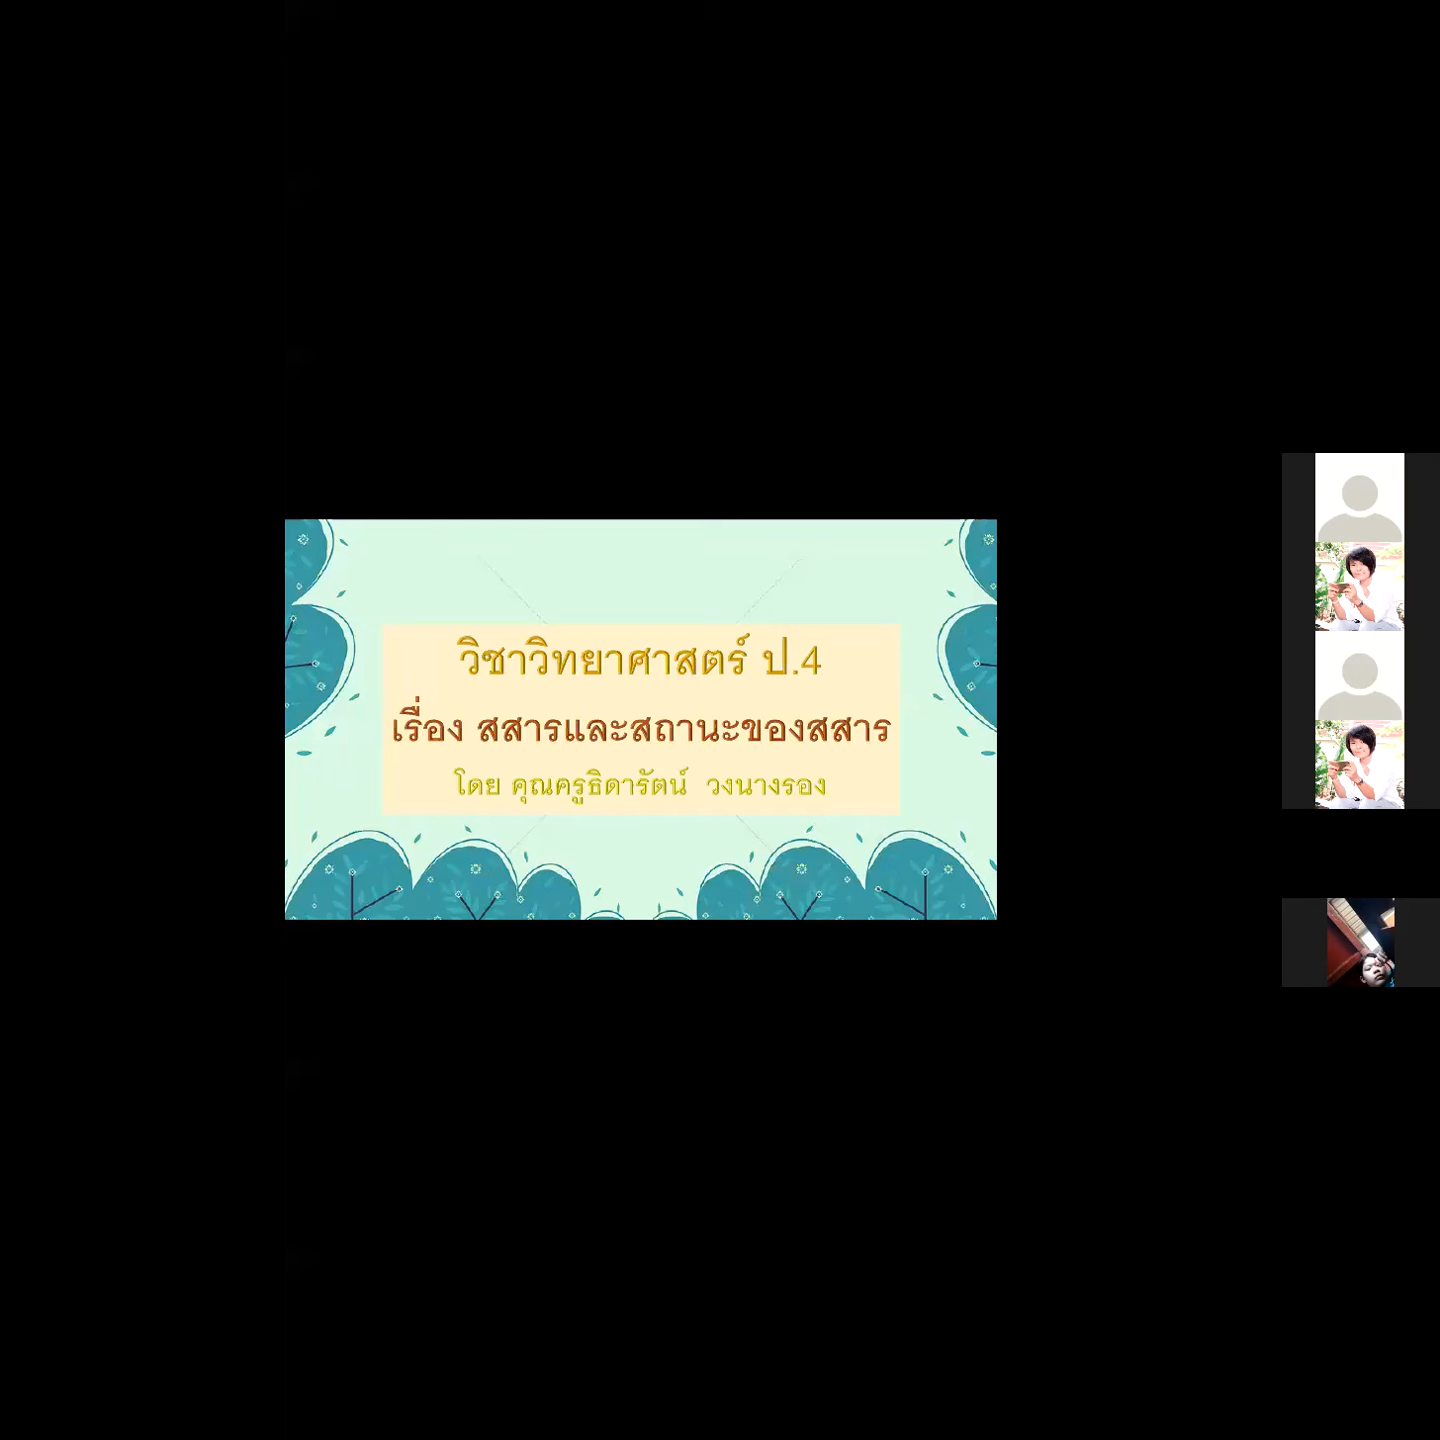 วิชาวิทยาศาสตร์ ป.4
เรื่อง สสารและสถานะของสสาร
โดย คุณครูธิดารัตน์  วงนางรอง